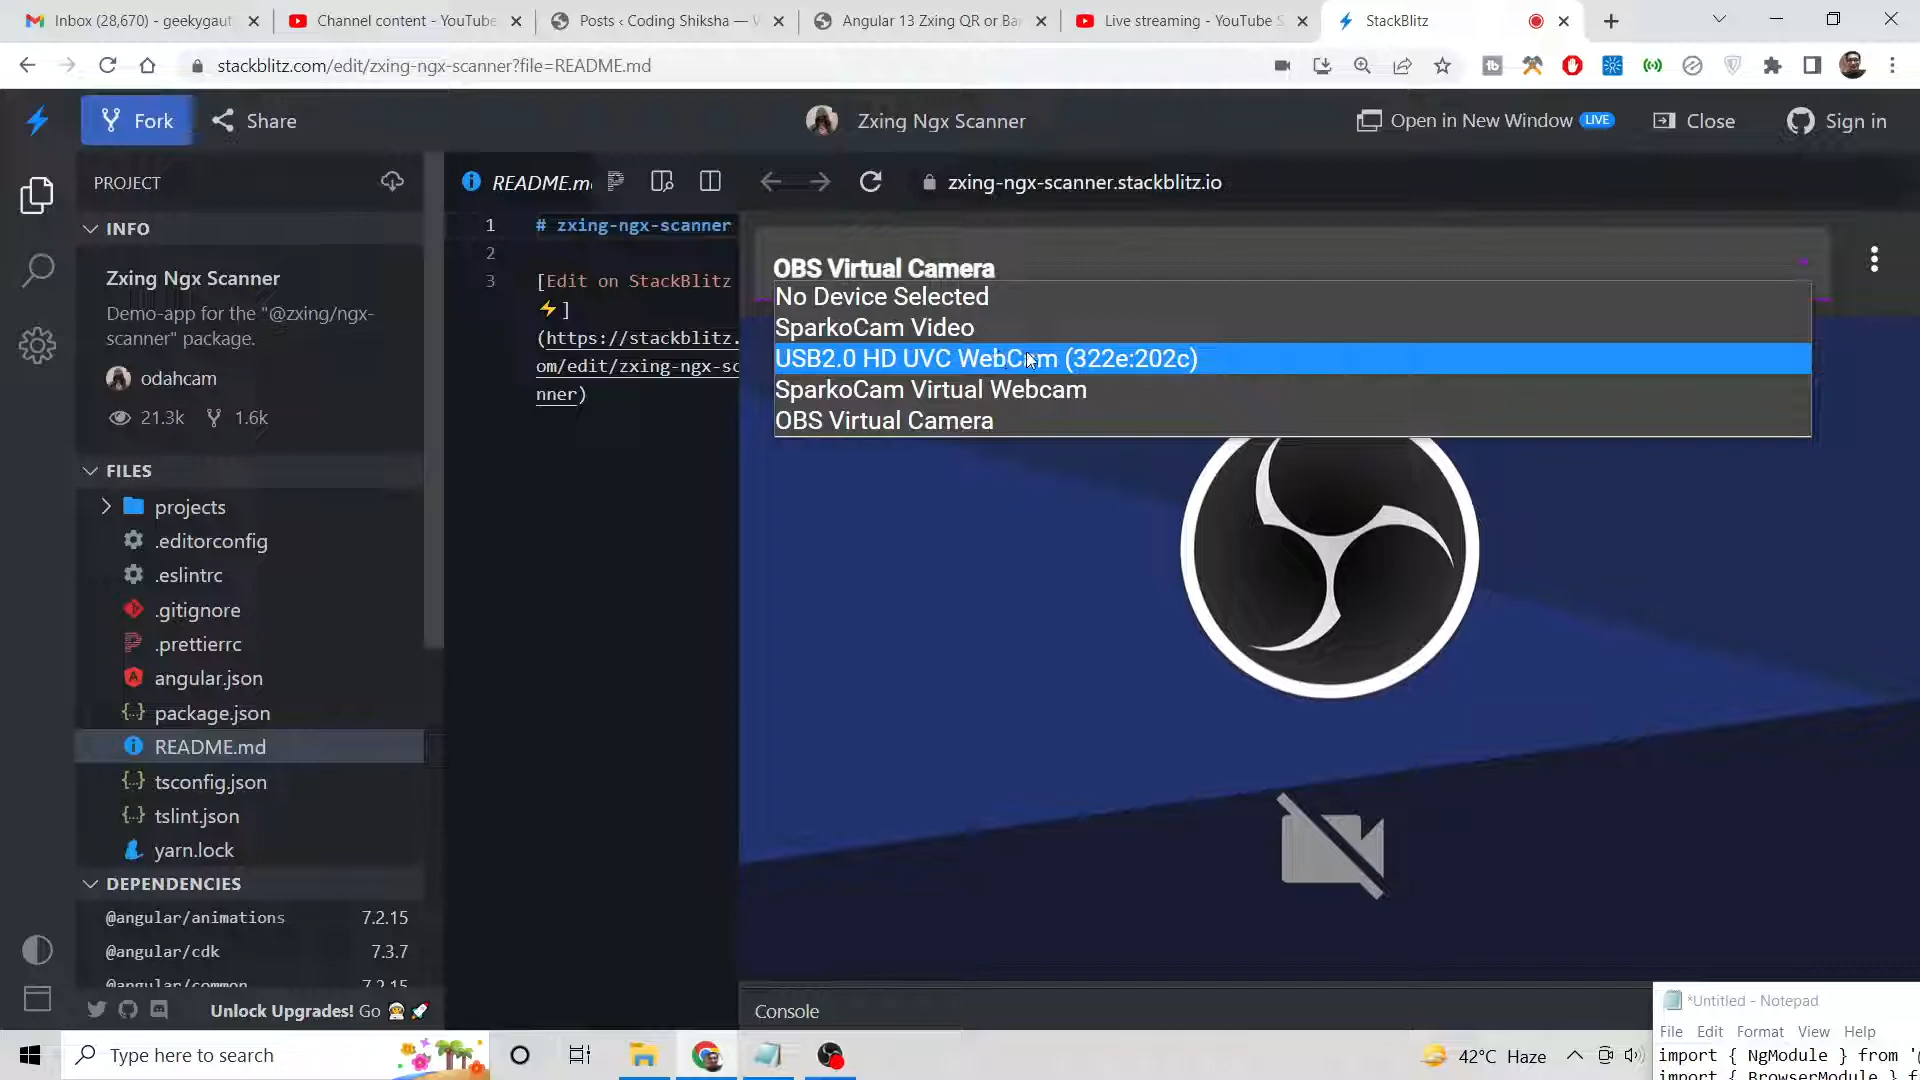 Inbox (28,670) - geekygaut
Channel content - YouTube
Posts ‹ Coding Shiksha —
Angular 13 Zxing QR or Ba
Live streaming - YouTube S
StackBlitz
stackblitz.com/edit/zxing-ngx-scanner?file=README.md
Fork
Share
Zxing Ngx Scanner
Open in New Window LIVE
Close
Sign in
PROJECT
README.m
zxing-ngx-scanner.stackblitz.io
INFO
Zxing Ngx Scanner
Demo-app for the "@zxing/ngx-
scanner" package.
odahcam
21.3k
1.6k
FILES
projects
.editorconfig
.eslintrc
.gitignore
.prettierrc
angular.json
package.json
README.md
tsconfig.json
tslint.json
yarn.lock
DEPENDENCIES
@angular/animations 7.2.15
@angular/cdk 7.3.7
@angular/common 7.2.15
Unlock Upgrades! Go 👩‍🚀 🚀
1 # zxing-ngx-scanner
2
3 [Edit on StackBlitz
⚡]
(https://stackblitz.
om/edit/zxing-ngx-sc
nner)
OBS Virtual Camera
No Device Selected
SparkoCam Video
USB2.0 HD UVC WebCam (322e:202c)
SparkoCam Virtual Webcam
OBS Virtual Camera
Console
*Untitled - Notepad
File Edit Format View Help
import { NgModule } from '
import { BrowserModule } f
Type here to search
42°C Haze